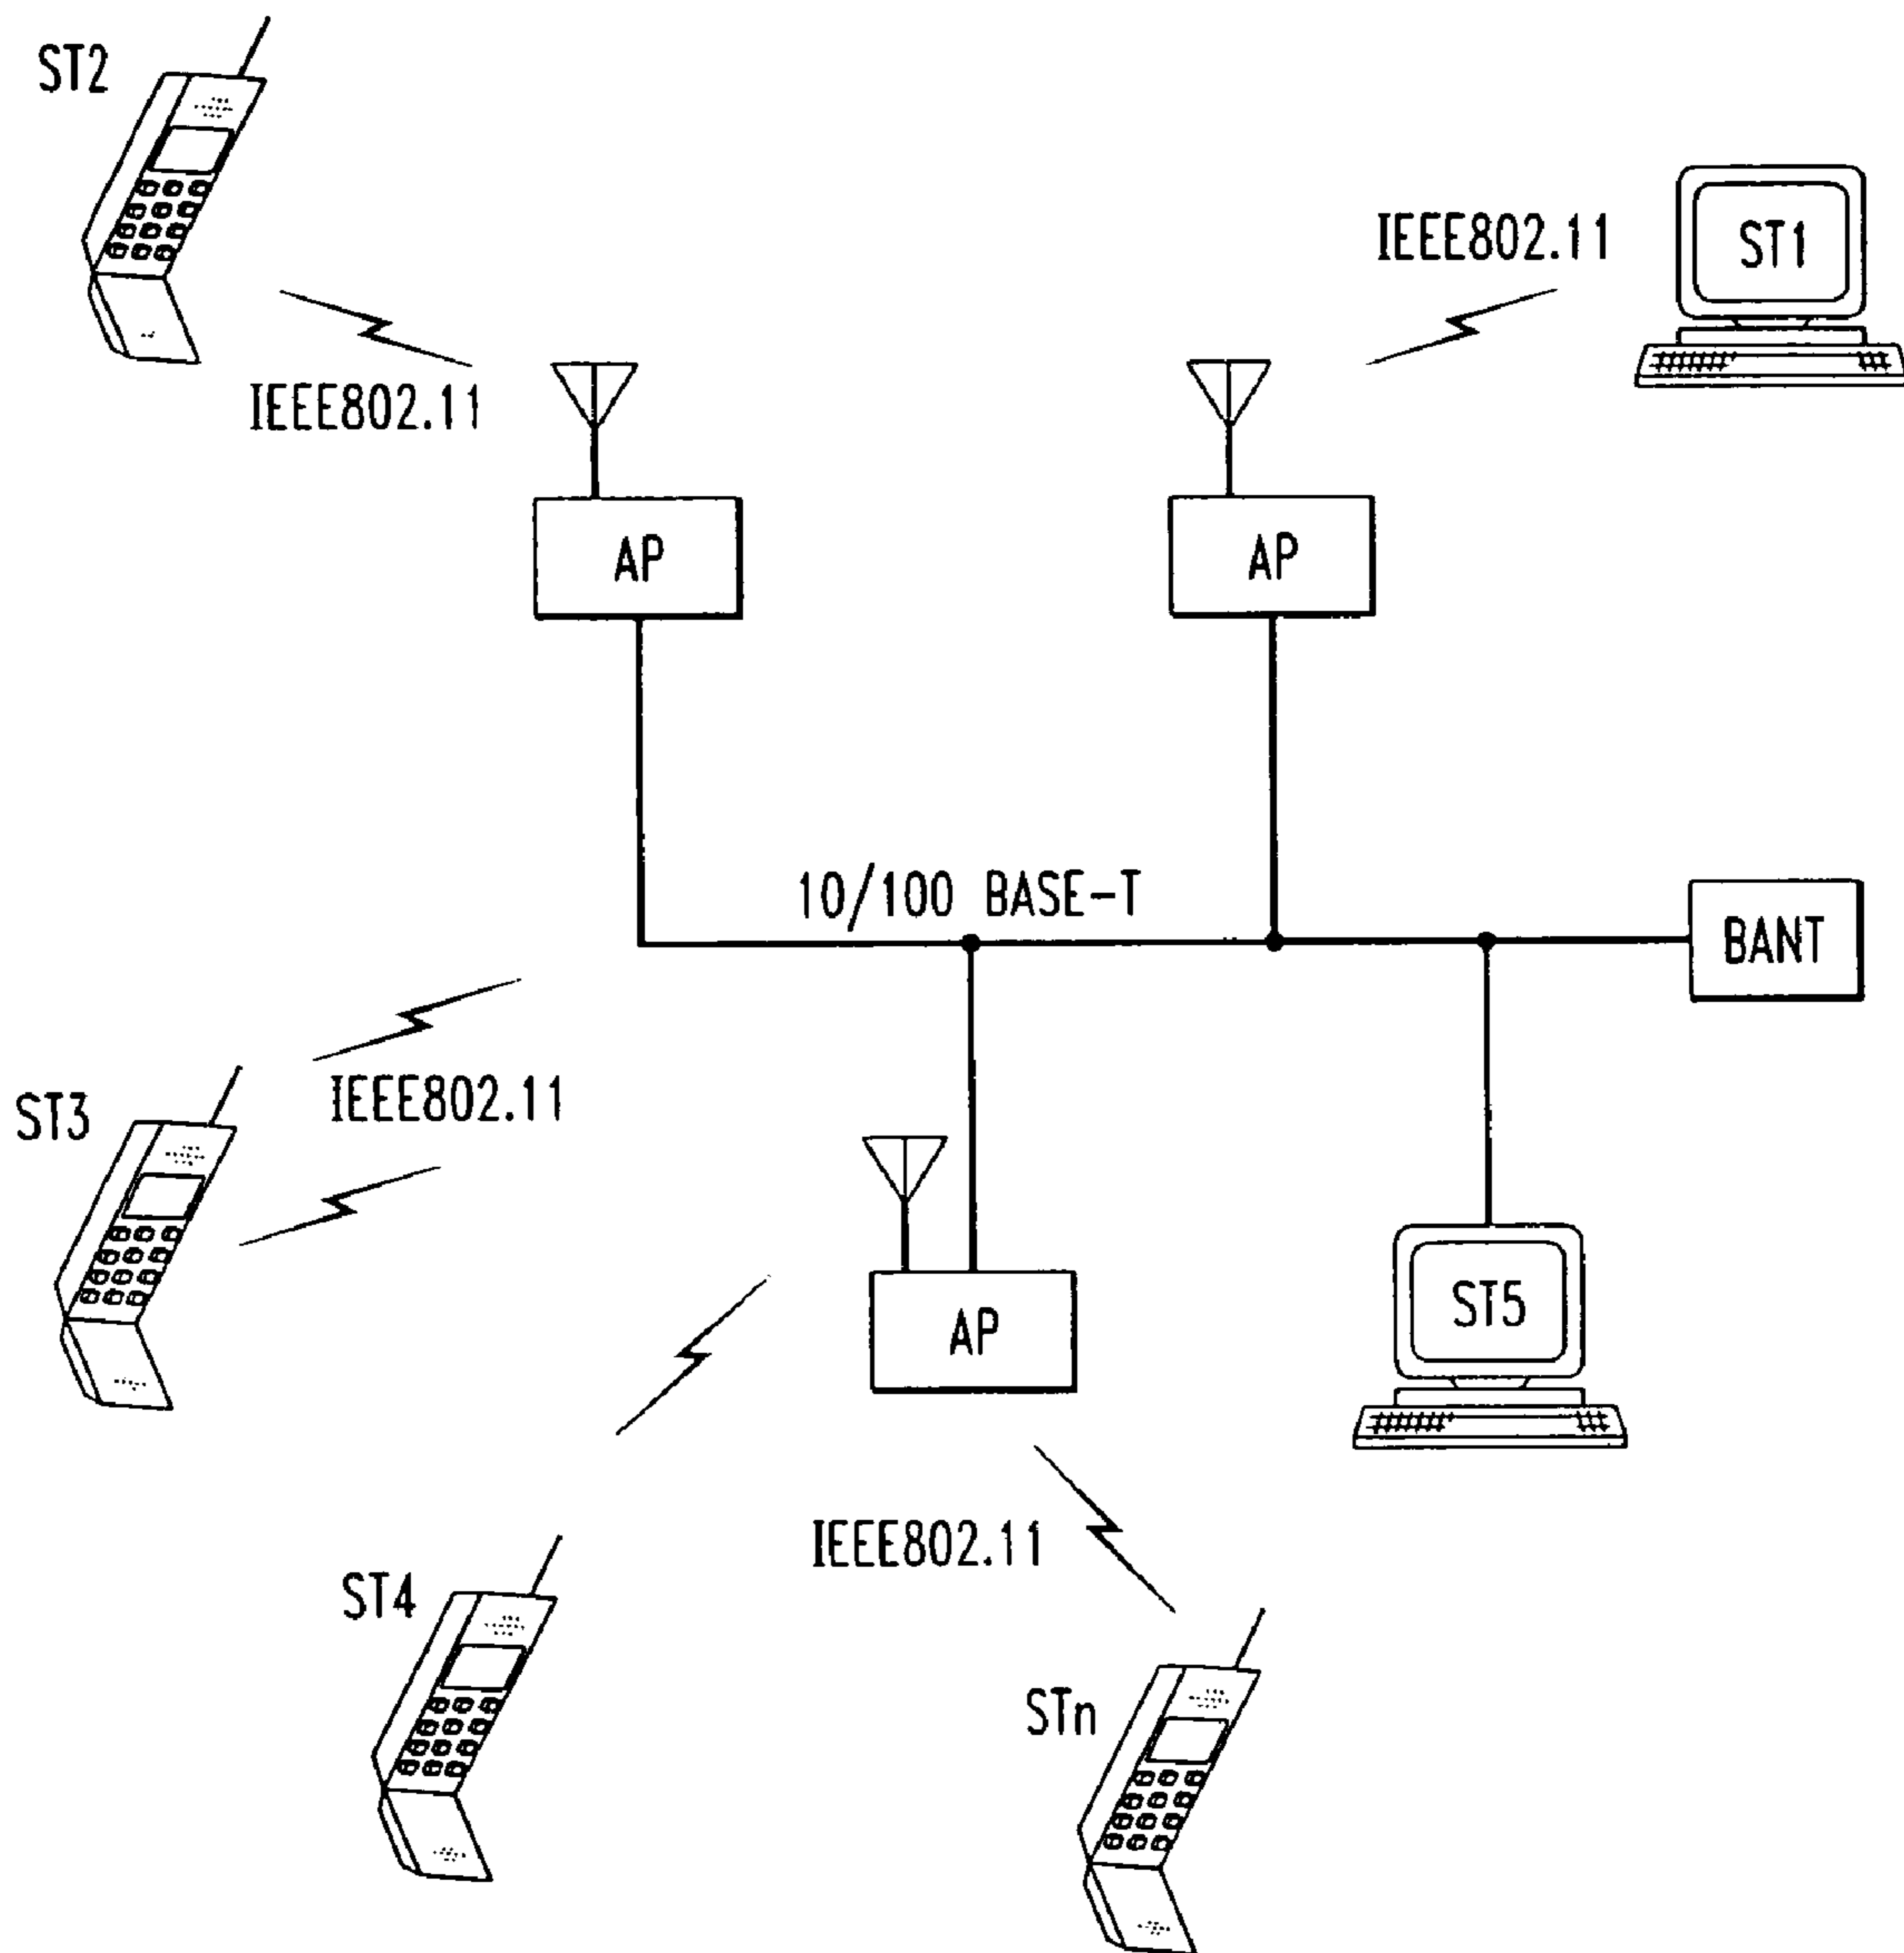 ST2
IEEE802.11
ST1
IEEE802.11
AP
AP
10/100 BASE-T
BANT
IEEE802.11
ST3
AP
ST5
IEEE802.11
ST4
STn